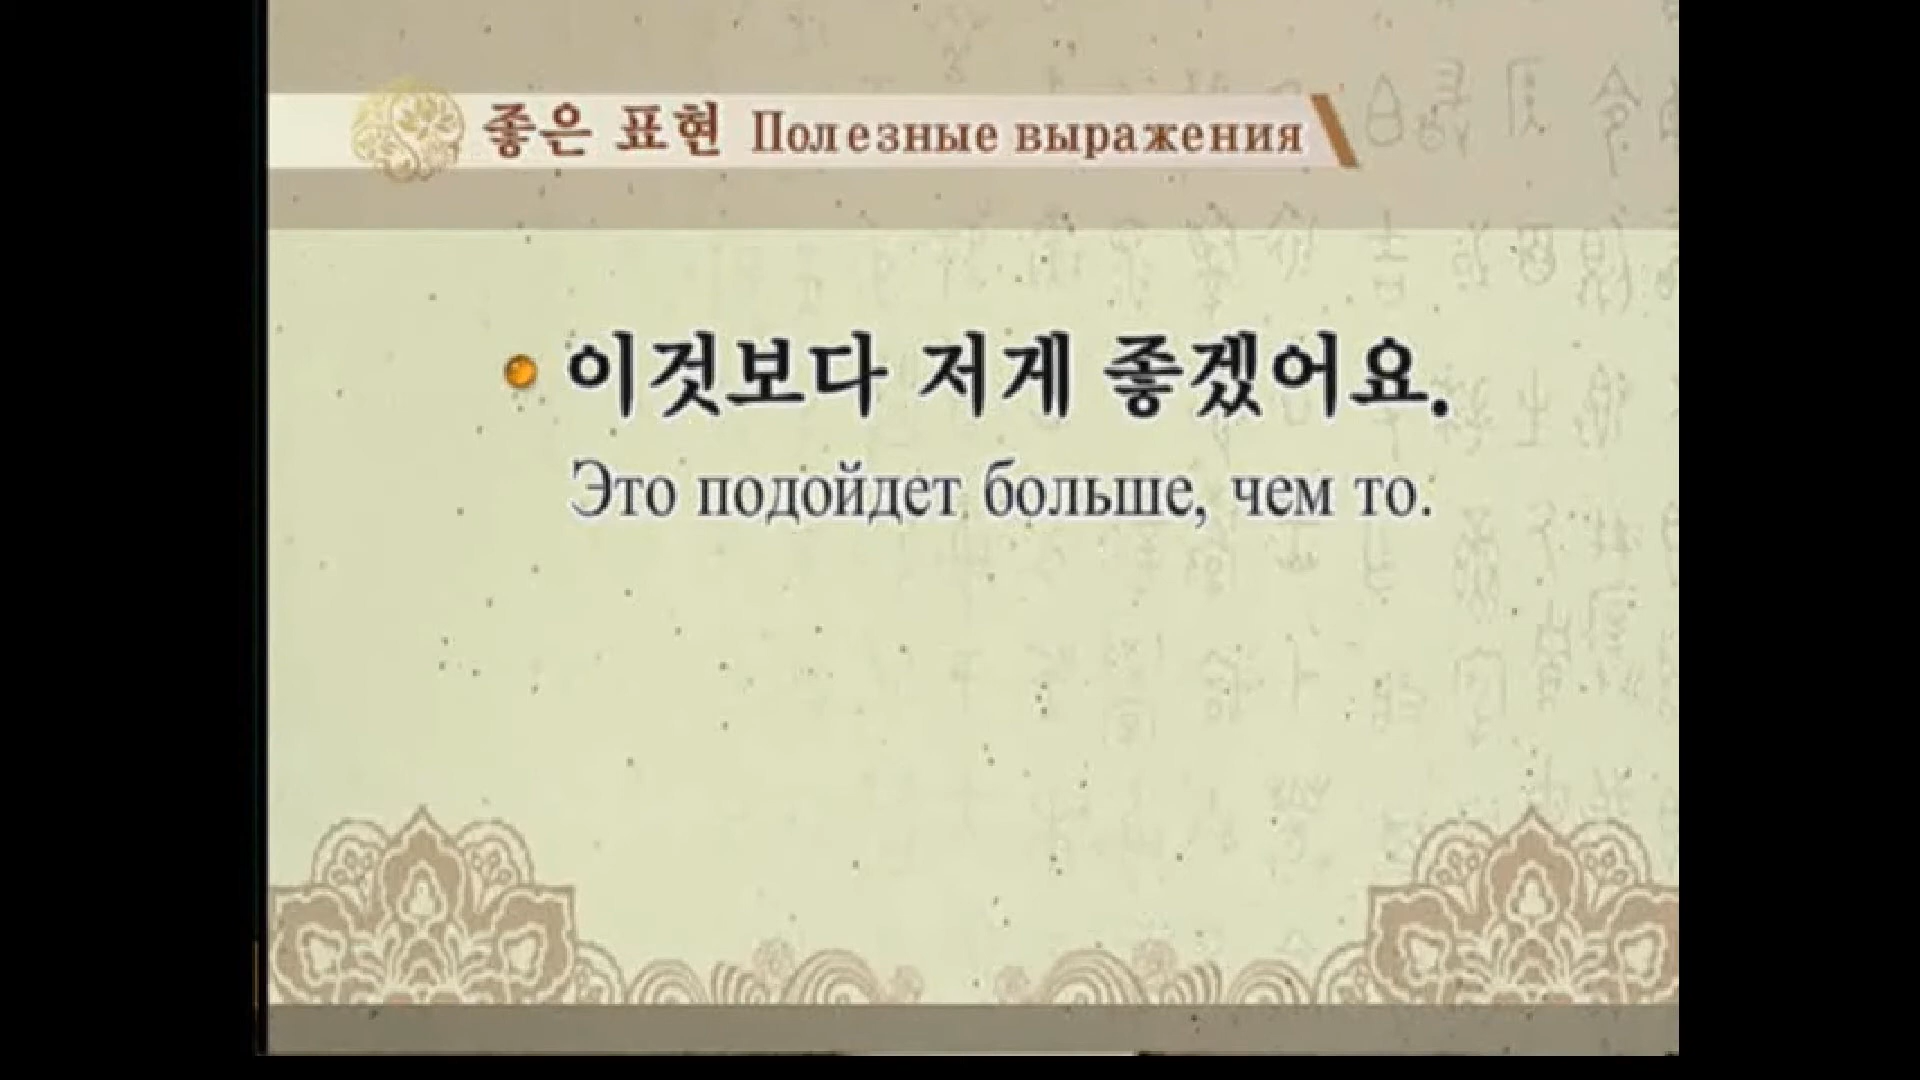 좋은 표현 Полезные выражения
이것보다 저게 좋겠어요.
Это подойдет больше, чем то.